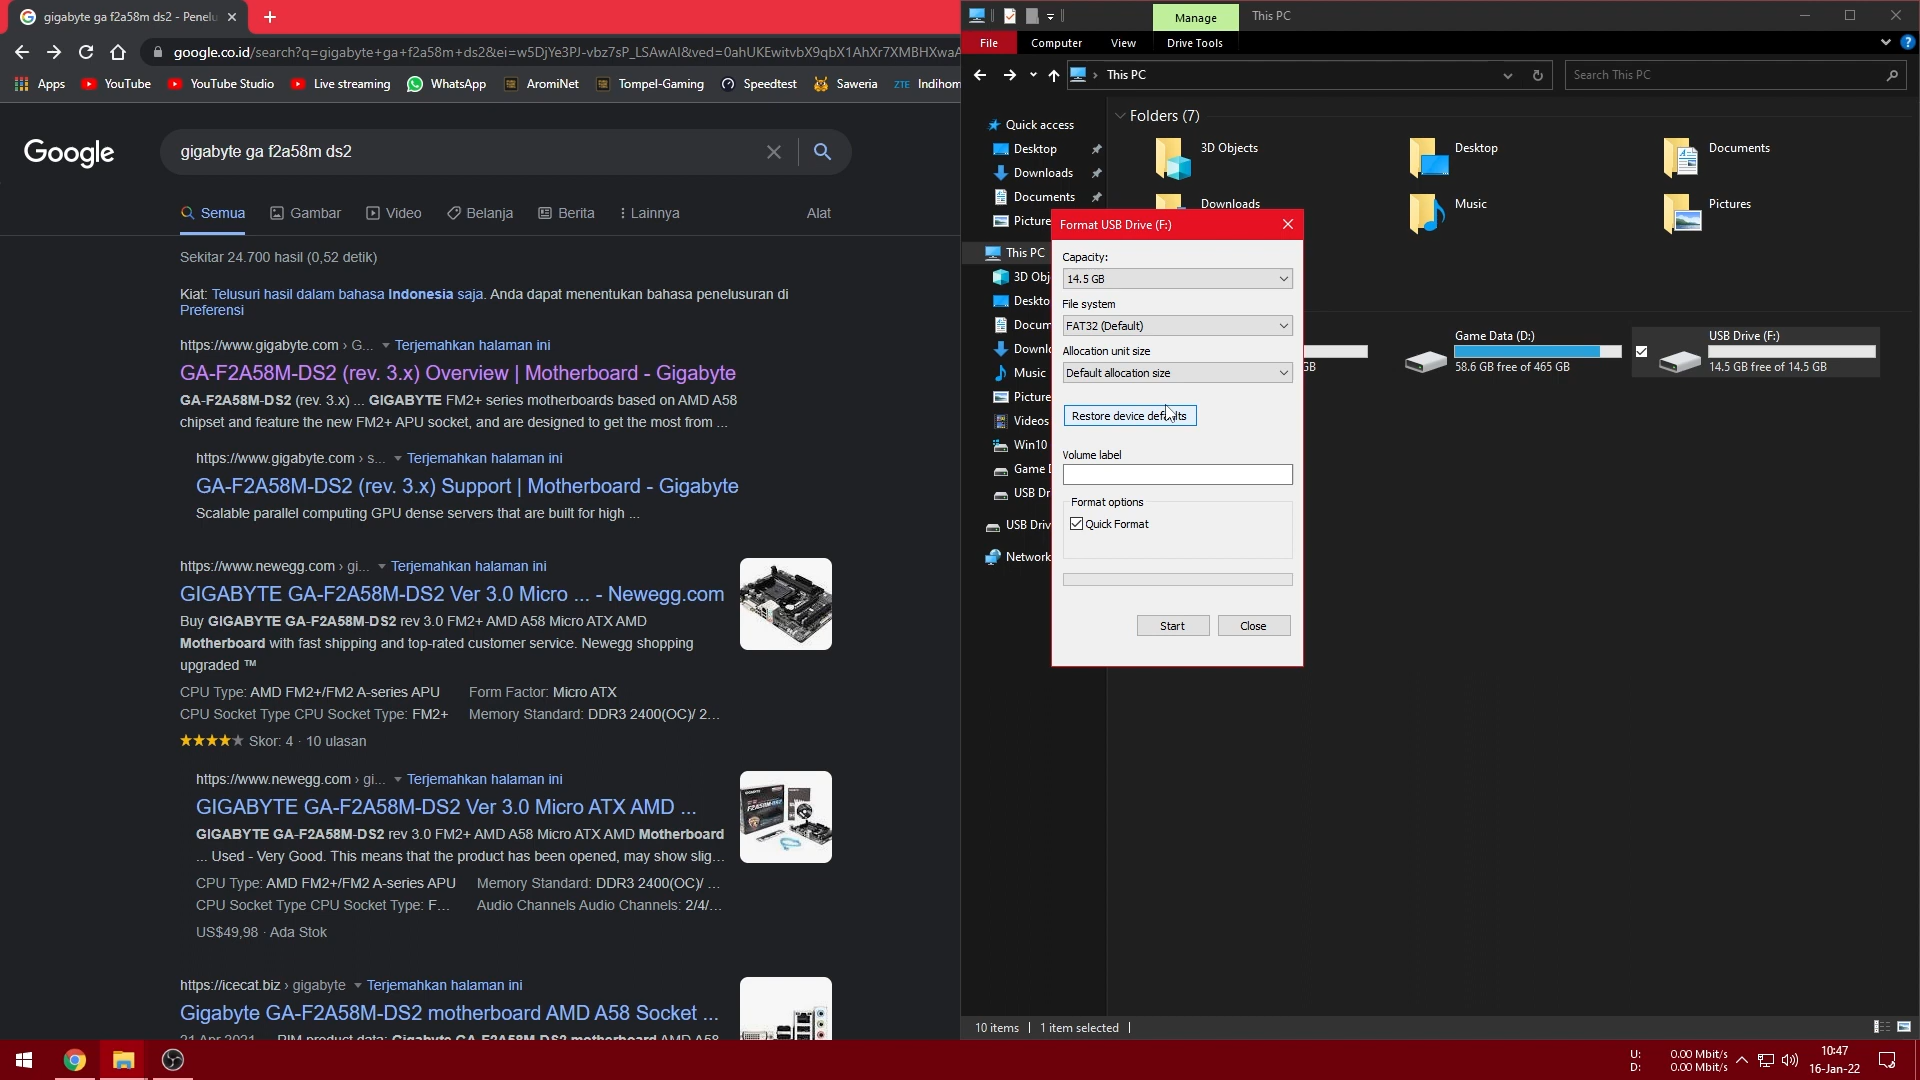 gigabyte ga f2a58m ds2 - Penelu
google.co.id/search?q=gigabyte+ga+f2a58m+ds2&ei=w5DjYe3PJ-vbz7sP_LSAwAI&ved=0ahUKEwitvbX9qbX1AhXr7XMBHXwaA
Apps YouTube YouTube Studio Live streaming WhatsApp AromiNet Tompel-Gaming Speedtest Saweria ZTE Indihom
Google
gigabyte ga f2a58m ds2
Semua Gambar Video Belanja Berita Lainnya Alat
Sekitar 24.700 hasil (0,52 detik)
Kiat: Telusuri hasil dalam bahasa Indonesia saja. Anda dapat menentukan bahasa penelusuran di
Preferensi
https://www.gigabyte.com › G... Terjemahkan halaman ini
GA-F2A58M-DS2 (rev. 3.x) Overview | Motherboard - Gigabyte
GA-F2A58M-DS2 (rev. 3.x) ... GIGABYTE FM2+ series motherboards based on AMD A58
chipset and feature the new FM2+ APU socket, and are designed to get the most from ...
https://www.gigabyte.com › s... Terjemahkan halaman ini
GA-F2A58M-DS2 (rev. 3.x) Support | Motherboard - Gigabyte
Scalable parallel computing GPU dense servers that are built for high ...
https://www.newegg.com › gi... Terjemahkan halaman ini
GIGABYTE GA-F2A58M-DS2 Ver 3.0 Micro ... - Newegg.com
Buy GIGABYTE GA-F2A58M-DS2 rev 3.0 FM2+ AMD A58 Micro ATX AMD
Motherboard with fast shipping and top-rated customer service. Newegg shopping
upgraded ™
CPU Type: AMD FM2+/FM2 A-series APU Form Factor: Micro ATX
CPU Socket Type CPU Socket Type: FM2+ Memory Standard: DDR3 2400(OC)/ 2...
Skor: 4 · 10 ulasan
https://www.newegg.com › gi... Terjemahkan halaman ini
GIGABYTE GA-F2A58M-DS2 Ver 3.0 Micro ATX AMD ...
GIGABYTE GA-F2A58M-DS2 rev 3.0 FM2+ AMD A58 Micro ATX AMD Motherboard
... Used - Very Good. This means that the product has been opened, may show slig...
CPU Type: AMD FM2+/FM2 A-series APU Memory Standard: DDR3 2400(OC)/ ...
CPU Socket Type CPU Socket Type: F... Audio Channels Audio Channels: 2/4/...
US$49,98 · Ada Stok
https://icecat.biz › gigabyte Terjemahkan halaman ini
Gigabyte GA-F2A58M-DS2 motherboard AMD A58 Socket ...
Manage This PC
File Computer View Drive Tools
This PC
Search This PC
Quick access
Desktop
Downloads
Documents
Picture
This PC
3D Obj
Deskto
Docum
Downl
Music
Picture
Videos
Win10
Game D
USB Dr
USB Driv
Network
Folders (7)
3D Objects Desktop Documents
Downloads Music Pictures
GB
Game Data (D:)
58.6 GB free of 465 GB
USB Drive (F:)
14.5 GB free of 14.5 GB
Format USB Drive (F:)
Capacity:
14.5 GB
File system
FAT32 (Default)
Allocation unit size
Default allocation size
Restore device defaults
Volume label
Format options
Quick Format
Start Close
10 items 1 item selected
U: 0.00 Mbit/s
D: 0.00 Mbit/s
10:47
16-Jan-22